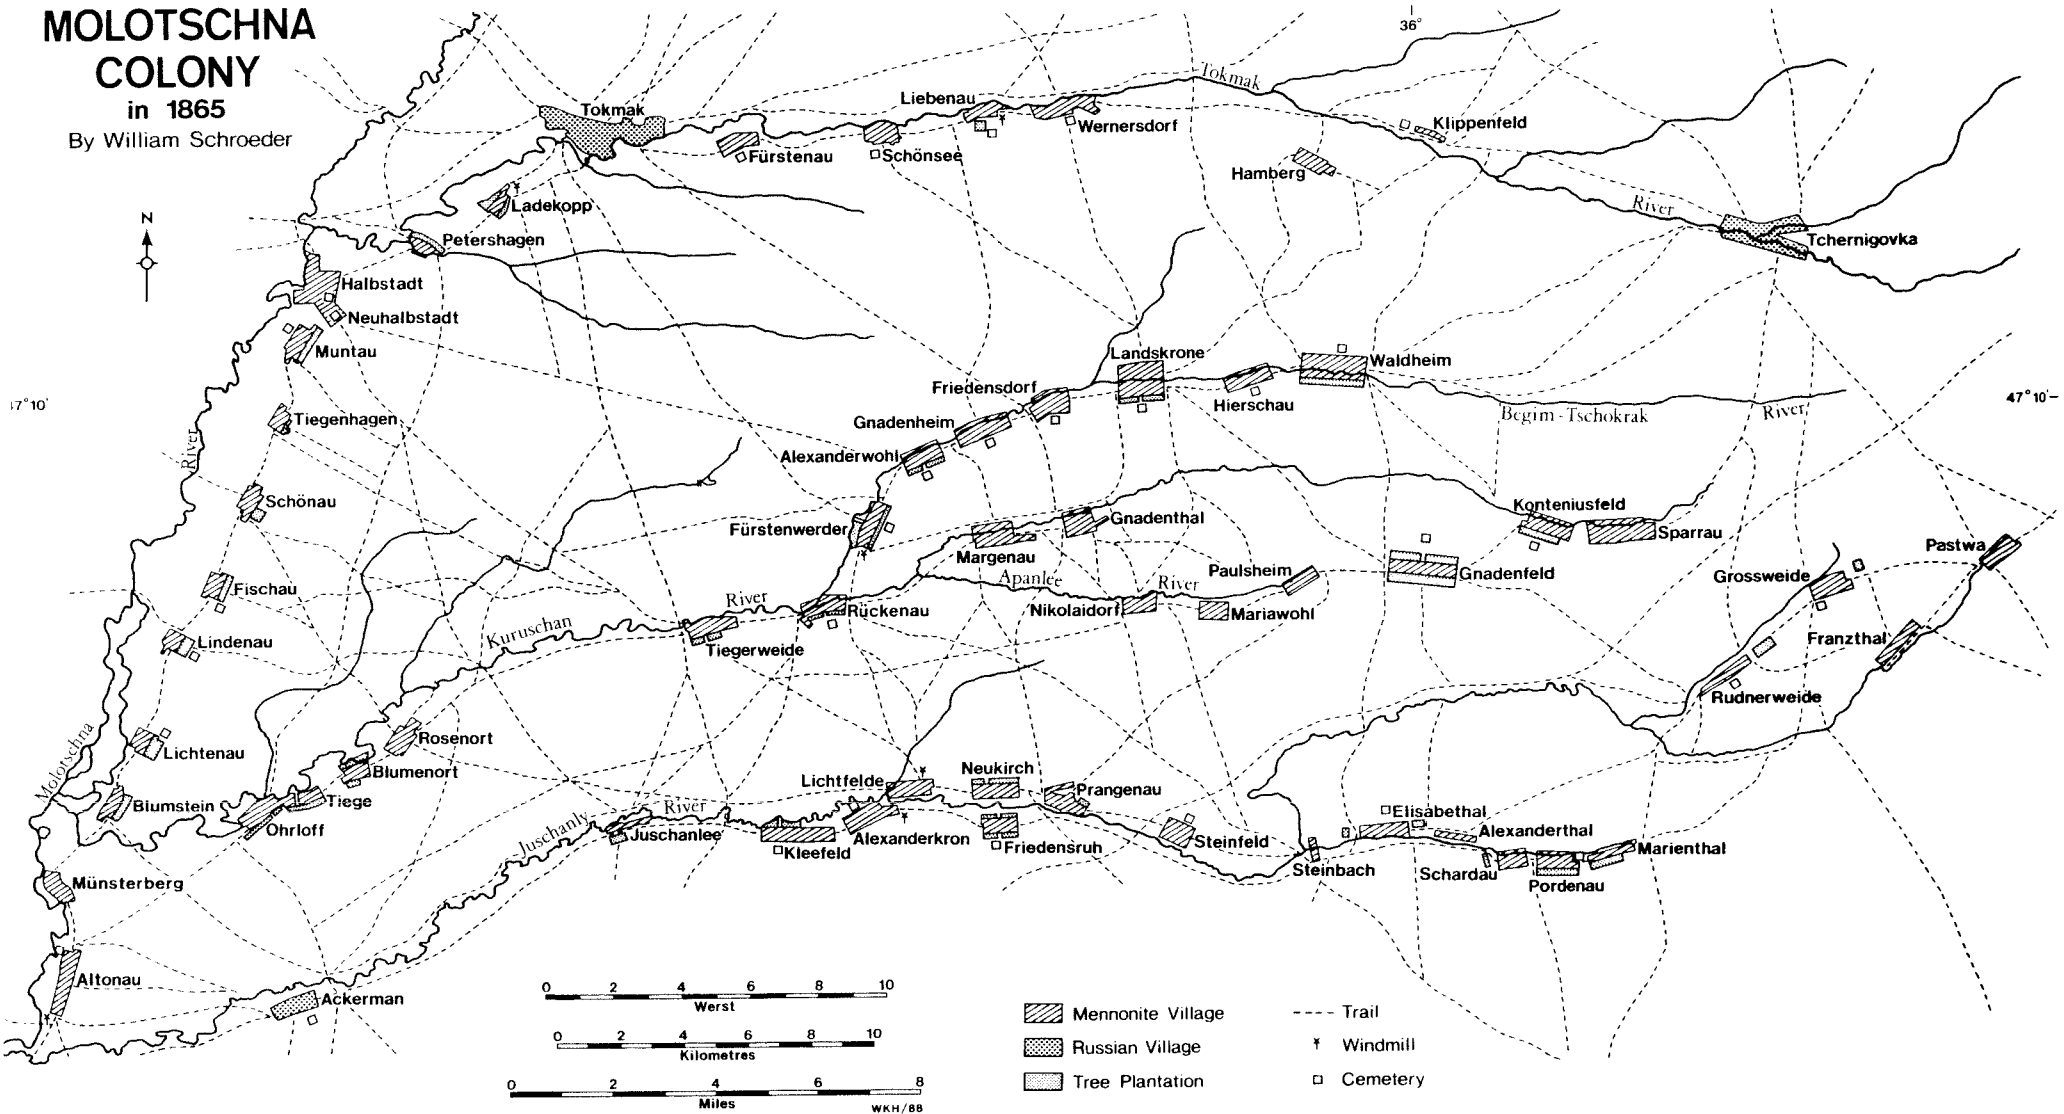 MOLOTSCHNA
COLONY
in 1865
By William Schroeder
N
36°
17°10'
47°10'
Tokmak
Liebenau
Tokmak
Wernersdorf
Klippenfeld
Fürstenau
Schönsee
Hamberg
Ladekopp
River
Petershagen
Tchernigovka
Halbstadt
Neuhalbstadt
Muntau
Landskrone
Waldheim
Friedensdorf
Hierschau
Begim-Tschokrak
River
Tiegenhagen
Gnadenheim
River
Alexanderwohl
Schönau
Konteniusfeld
Fürstenwerder
Gnadenthal
Sparrau
Margenau
Pastwa
Fischau
Apanlee
River
Paulsheim
Gnadenfeld
Grossweide
River
Rückenau
Nikolaidorf
Mariawohl
Lindenau
Kuruschan
Tiegerweide
Franzthal
Rudnerweide
Molotschna
Lichtenau
Rosenort
Blumenort
Lichtfelde
Neukirch
Prangenau
Blumstein
Tiege
River
Ohrloff
Juschanly
Juschanlee
Kleefeld
Alexanderkron
Friedensruh
Steinfeld
Elisabethal
Alexanderthal
Marienthal
Steinbach
Schardau
Pordenau
Münsterberg
Altonau
Ackerman
0 2 4 6 8 10
Werst
0 2 4 6 8 10
Kilometres
0 2 4 6 8
Miles
WKH/88
Mennonite Village
Russian Village
Tree Plantation
Trail
Windmill
Cemetery